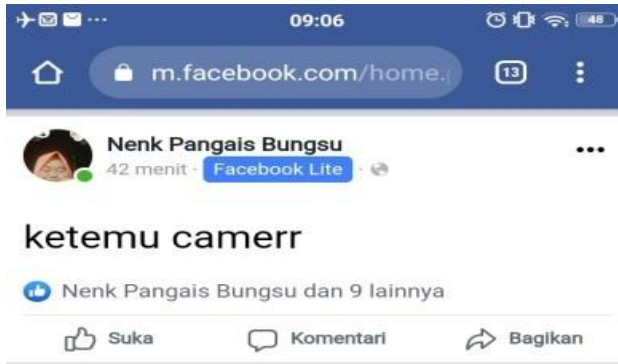 09:06
48
m.facebook.com/home.
13
Nenk Pangais Bungsu
42 menit · Facebook Lite ·
ketemu camerr
Nenk Pangais Bungsu dan 9 lainnya
Suka Komentari Bagikan